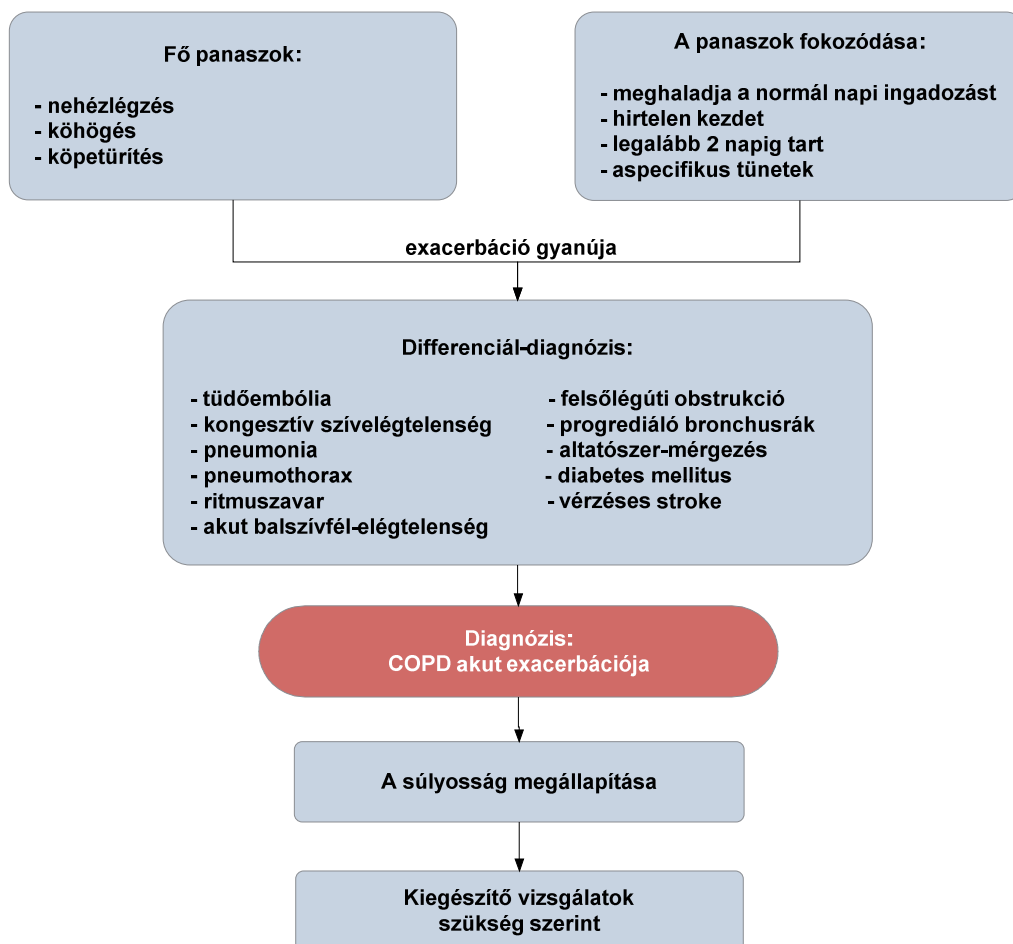 Fő panaszok:
- nehézlégzés
- köhögés
- köpetürítés
A panaszok fokozódása:
- meghaladja a normál napi ingadozást
- hirtelen kezdet
- legalább 2 napig tart
- aspecifikus tünetek
exacerbáció gyanúja
Differenciál-diagnózis:
- tüdőembólia
- kongesztív szívelégtelenség
- pneumonia
- pneumothorax
- ritmuszavar
- akut balszívfél-elégtelenség
- felsőlégúti obstrukció
- progrediáló bronchusrák
- altatószer-mérgezés
- diabetes mellitus
- vérzéses stroke
Diagnózis:
COPD akut exacerbációja
A súlyosság megállapítása
Kiegészítő vizsgálatok
szükség szerint